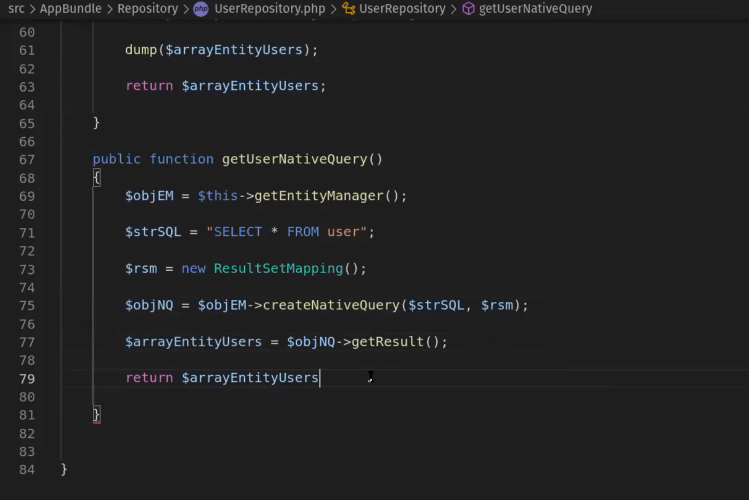 src > AppBundle > Repository > php UserRepository.php > UserRepository > getUserNativeQuery
60
61 dump($arrayEntityUsers);
62
63 return $arrayEntityUsers;
64
65 }
66
67 public function getUserNativeQuery()
68 {
69 $objEM = $this->getEntityManager();
70
71 $strSQL = "SELECT * FROM user";
72
73 $rsm = new ResultSetMapping();
74
75 $objNQ = $objEM->createNativeQuery($strSQL, $rsm);
76
77 $arrayEntityUsers = $objNQ->getResult();
78
79 return $arrayEntityUsers
80
81 }
82
83
84 }